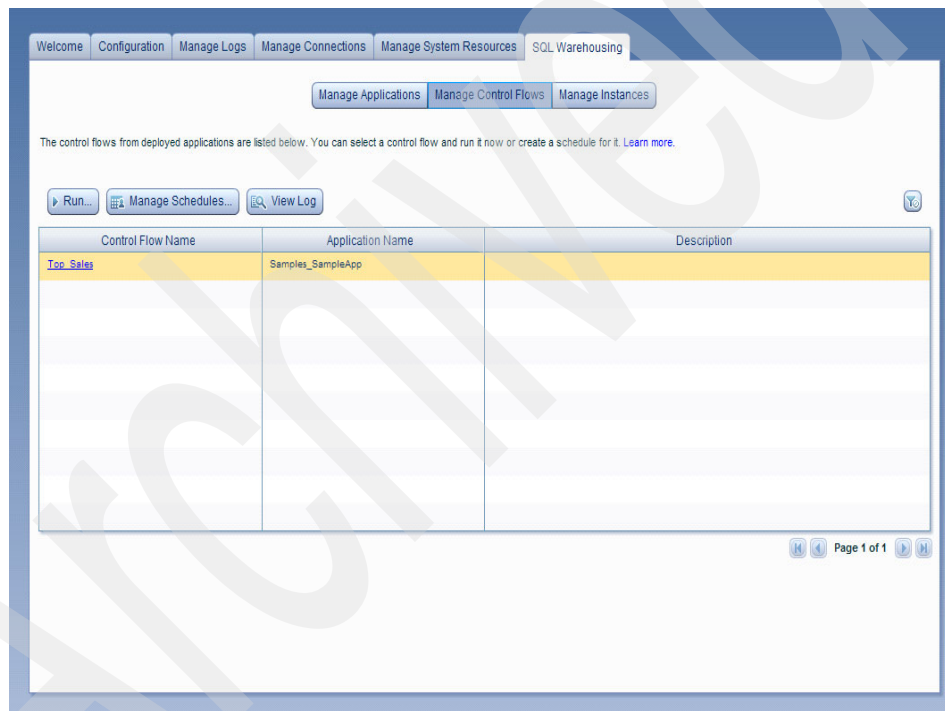 Welcome Configuration Manage Logs Manage Connections Manage System Resources SQL Warehousing
Manage Applications Manage Control Flows Manage Instances
The control flows from deployed applications are listed below. You can select a control flow and run it now or create a schedule for it. Learn more.
Run... Manage Schedules... View Log
Control Flow Name Application Name Description
Top_Sales Samples_SampleApp
Page 1 of 1
Archived